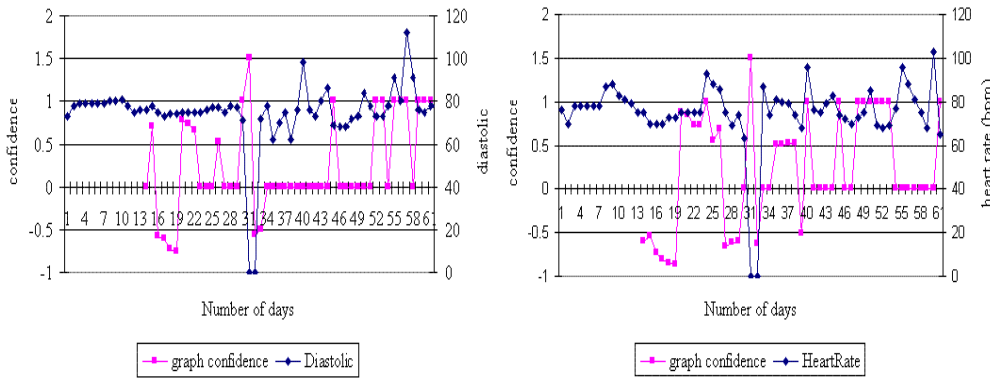 2
1.5
1
0.5
0
-0.5
-1
confidence
120
100
80
60
40
20
0
diastolic
1 4 7 10 13 16 19 22 25 28 31 34 37 40 43 46 49 52 55 58 61
Number of days
graph confidence Diastolic
2
1.5
1
0.5
0
-0.5
-1
confidence
120
100
80
60
40
20
0
heart rate (bpm)
1 4 7 10 13 16 19 22 25 28 31 34 37 40 43 46 49 52 55 58 61
Number of days
graph confidence HeartRate